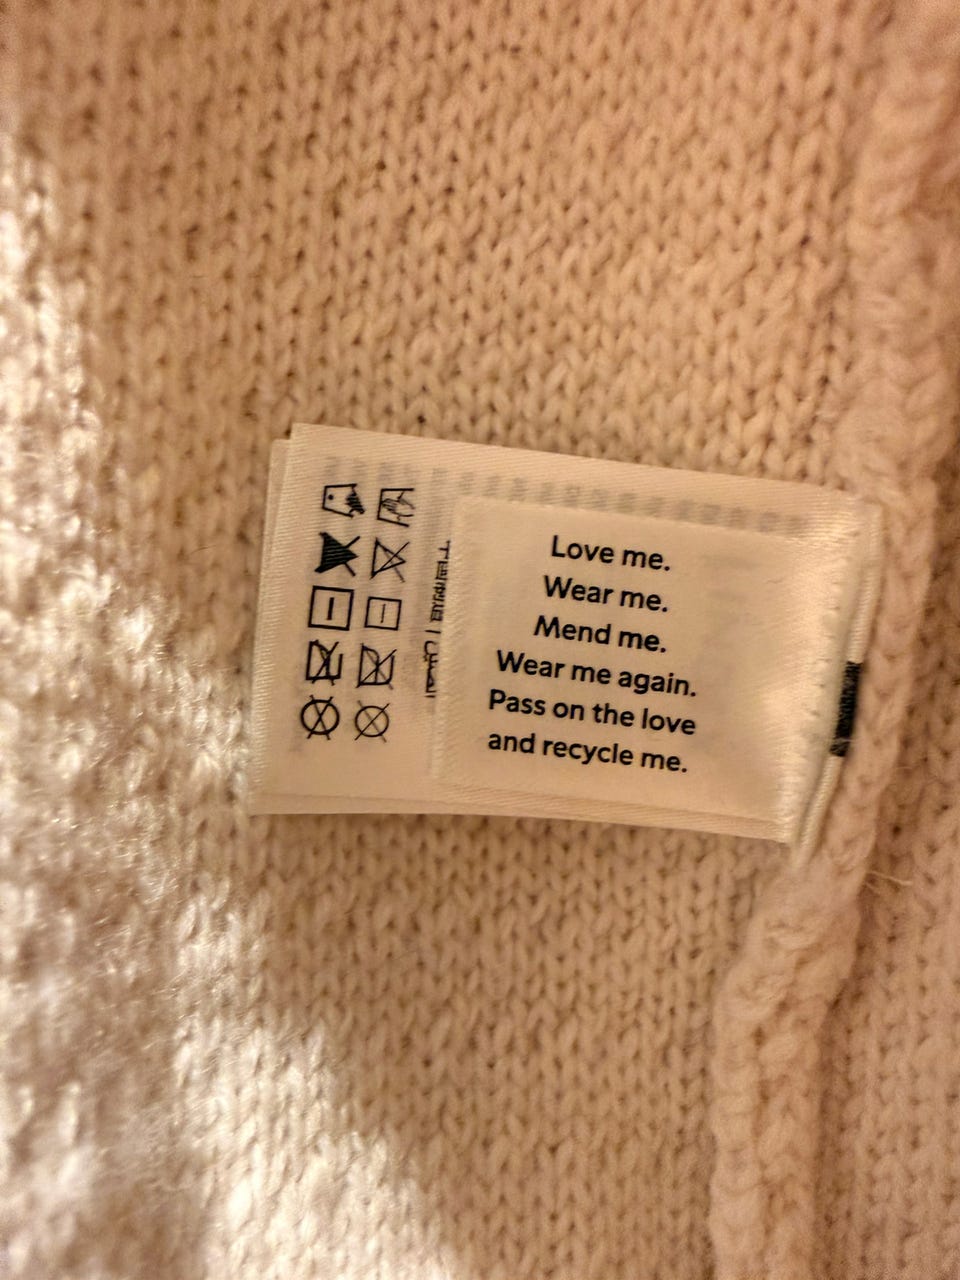 Love me.
Wear me.
Mend me.
Wear me again.
Pass on the love
and recycle me.